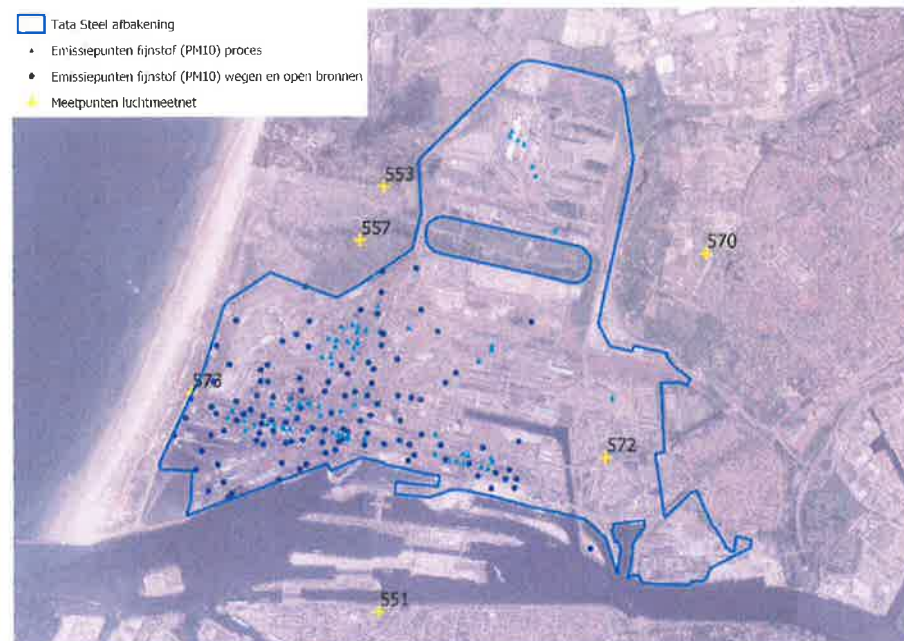 Tata Steel afbakening
Emissiepunten fijnstof (PM10) proces
Emissiepunten fijnstof (PM10) wegen en open bronnen
Meetpunten luchtmeetnet
553
557
570
573
572
551